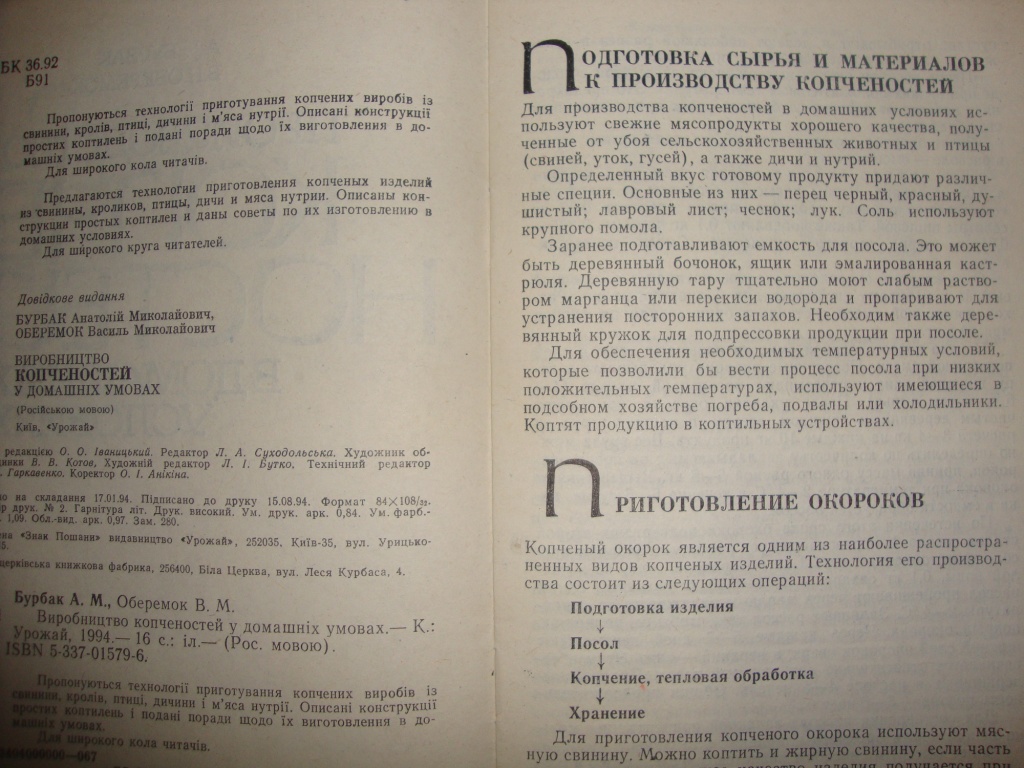 БК 36.92
Б91
Пропонуються технології приготування копчених виробів із
свинини, кролів, птиці, дичини і м'яса нутрії. Описані конструкції
простих коптилень і подані поради щодо їх виготовлення в до-
машніх умовах.
Для широкого кола читачів.
Предлагаются технологии приготовления копченых изделий
из свинины, кроликов, птицы, дичи и мяса нутрии. Описаны кон-
струкции простых коптилен и даны советы по их изготовлению в
домашних условиях.
Для широкого круга читателей.
Довідкове видання
БУРБАК Анатолій Миколайович,
ОБЕРЕМОК Василь Миколайович
ВИРОБНИЦТВО
КОПЧЕНОСТЕЙ
У ДОМАШНІХ УМОВАХ
(Російською мовою)
Київ, «Урожай»
редакцією О. О. Іваницький. Редактор Л. А. Суходольська. Художник об-
В. В. Котов, Художній редактор Л. І. Бутко. Технічний редактор
Гаркавенко. Коректор О. І. Анікіна.
на складання 17.01.94. Підписано до друку 15.08.94. Формат 84×108/32.
друк. № 2. Гарнітура літ. Друк. високий. Ум. друк. арк. 0,84. Ум. фарб.-
1,09. Обл.-вид. арк. 0,97. Зам. 280.
«Знак Пошани» видавництво «Урожай», 252035. Київ-35, вул. Урицько-
книжкова фабрика, 256400, Біла Церква, вул. Леся Курбаса, 4.
Бурбак А. М., Оберемок В. М.
Виробництво копченостей у домашніх умовах.— К.:
Урожай, 1994.— 16 с.: іл.— (Рос. мовою).
ISBN 5-337-01579-6.
Пропонуються технології приготування копчених виробів із
свинини, кролів, птиці, дичини і м'яса нутрії. Описані конструкції
простих коптилень і подані поради щодо їх виготовлення в до-
машніх умовах.
Для широкого кола читачів.
ПОДГОТОВКА СЫРЬЯ И МАТЕРИАЛОВ
К ПРОИЗВОДСТВУ КОПЧЕНОСТЕЙ
Для производства копченостей в домашних условиях ис-
пользуют свежие мясопродукты хорошего качества, полу-
ченные от убоя сельскохозяйственных животных и птицы
(свиней, уток, гусей), а также дичи и нутрий.
Определенный вкус готовому продукту придают различ-
ные специи. Основные из них — перец черный, красный, ду-
шистый; лавровый лист; чеснок; лук. Соль используют
крупного помола.
Заранее подготавливают емкость для посола. Это может
быть деревянный бочонок, ящик или эмалированная каст-
рюля. Деревянную тару тщательно моют слабым раство-
ром марганца или перекиси водорода и пропаривают для
устранения посторонних запахов. Необходим также дере-
вянный кружок для подпрессовки продукции при посоле.
Для обеспечения необходимых температурных условий,
которые позволили бы вести процесс посола при низких
положительных температурах, используют имеющиеся в
подсобном хозяйстве погреба, подвалы или холодильники.
Коптят продукцию в коптильных устройствах.
ПРИГОТОВЛЕНИЕ ОКОРОКОВ
Копченый окорок является одним из наиболее распростра-
ненных видов копченых изделий. Технология его производ-
ства состоит из следующих операций:
Подготовка изделия
↓
Посол
↓
Копчение, тепловая обработка
↓
Хранение
Для приготовления копченого окорока используют мяс-
ную свинину. Можно коптить и жирную свинину, если часть